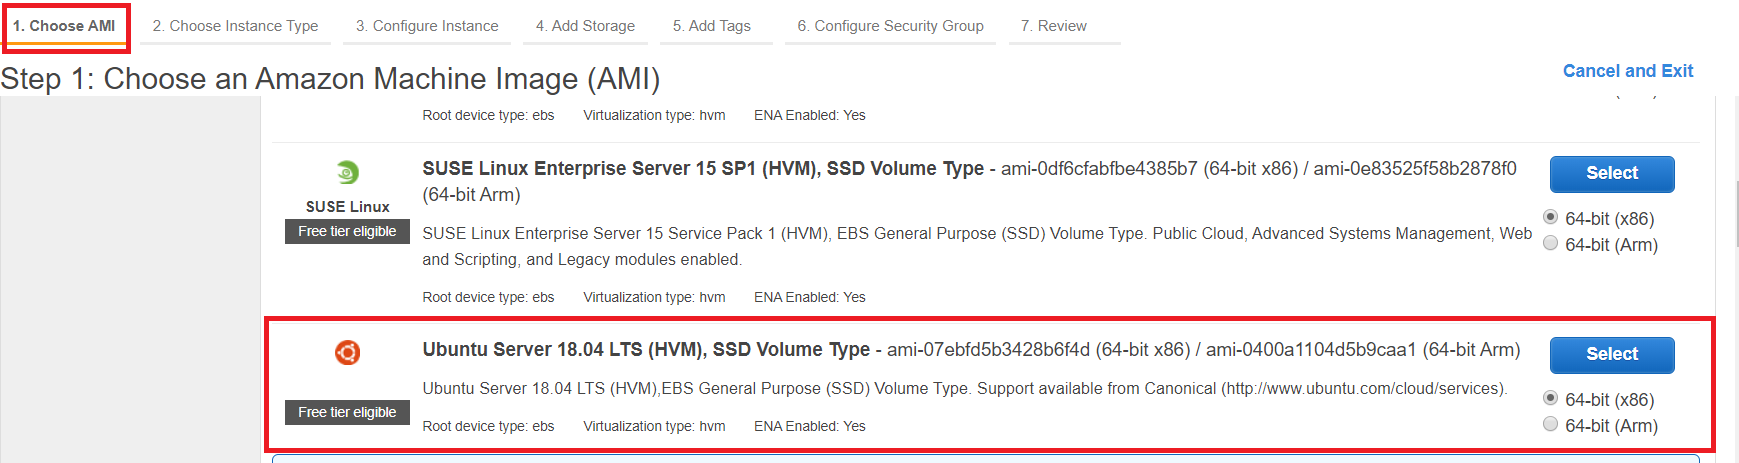 1. Choose AMI 2. Choose Instance Type 3. Configure Instance 4. Add Storage 5. Add Tags 6. Configure Security Group 7. Review
Step 1: Choose an Amazon Machine Image (AMI)
Cancel and Exit
Root device type: ebs Virtualization type: hvm ENA Enabled: Yes
SUSE Linux
Free tier eligible
SUSE Linux Enterprise Server 15 SP1 (HVM), SSD Volume Type - ami-0df6cfabfbe4385b7 (64-bit x86) / ami-0e83525f58b2878f0
(64-bit Arm)
SUSE Linux Enterprise Server 15 Service Pack 1 (HVM), EBS General Purpose (SSD) Volume Type. Public Cloud, Advanced Systems Management, Web
and Scripting, and Legacy modules enabled.
Root device type: ebs Virtualization type: hvm ENA Enabled: Yes
Select
64-bit (x86)
64-bit (Arm)
Free tier eligible
Ubuntu Server 18.04 LTS (HVM), SSD Volume Type - ami-07ebfd5b3428b6f4d (64-bit x86) / ami-0400a1104d5b9caa1 (64-bit Arm)
Ubuntu Server 18.04 LTS (HVM),EBS General Purpose (SSD) Volume Type. Support available from Canonical (http://www.ubuntu.com/cloud/services).
Root device type: ebs Virtualization type: hvm ENA Enabled: Yes
Select
64-bit (x86)
64-bit (Arm)